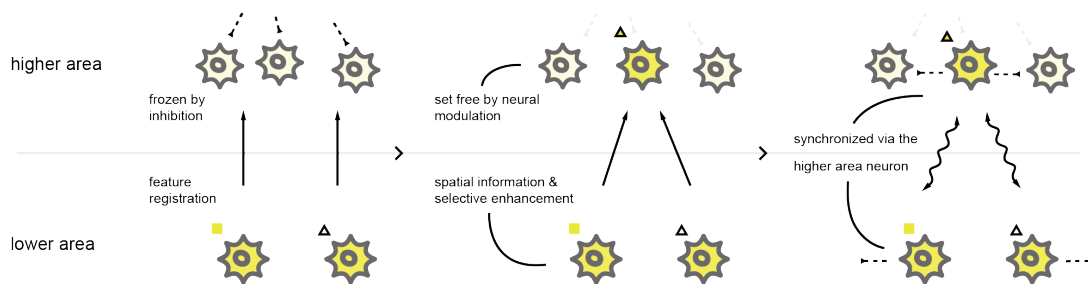 higher area
frozen by
inhibition
set free by neural
modulation
synchronized via the
higher area neuron
feature
registration
spatial information &
selective enhancement
lower area